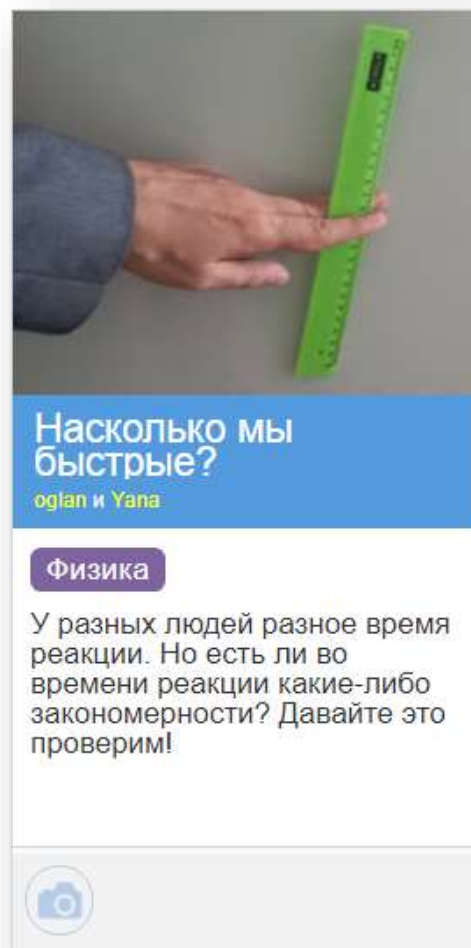 Насколько мы
быстрые?
oglan и Yana
Физика
У разных людей разное время
реакции. Но есть ли во
времени реакции какие-либо
закономерности? Давайте это
проверим!